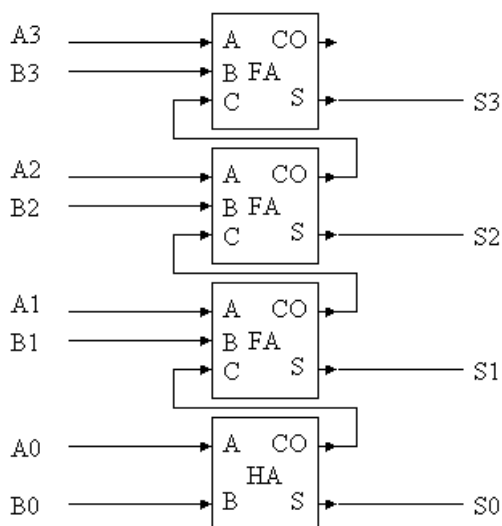 A3 A CO
B3 B FA
C S S3
A2 A CO
B2 B FA
C S S2
A1 A CO
B1 B FA
C S S1
A0 A CO
HA
B0 B S S0